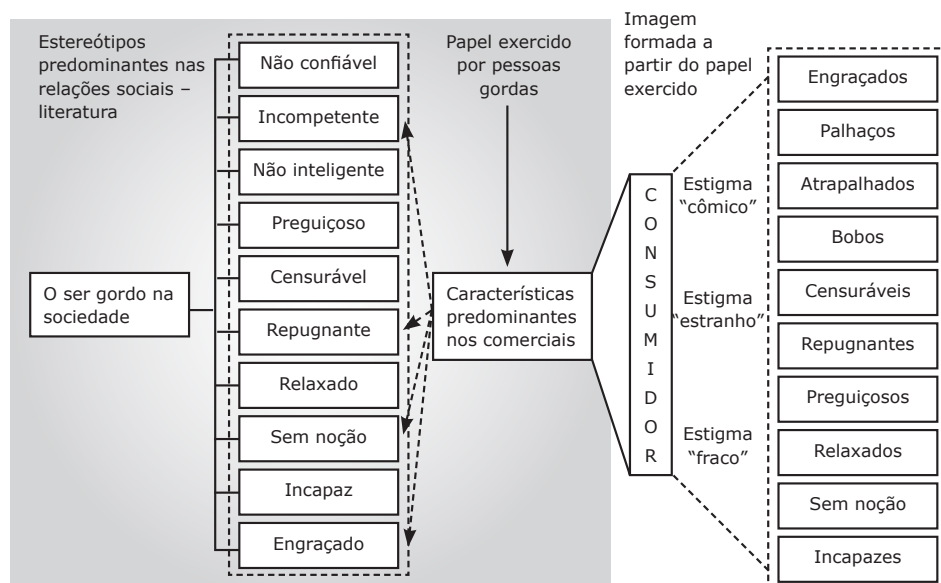 Estereótipos
predominantes nas
relações sociais –
literatura
O ser gordo na
sociedade
Não confiável
Incompetente
Não inteligente
Preguiçoso
Censurável
Repugnante
Relaxado
Sem noção
Incapaz
Engraçado
Papel exercido
por pessoas
gordas
Características
predominantes
nos comerciais
C
O
N
S
U
M
I
D
O
R
Imagem
formada a
partir do papel
exercido
Estigma
“cômico”
Estigma
“estranho”
Estigma
“fraco”
Engraçados
Palhaços
Atrapalhados
Bobos
Censuráveis
Repugnantes
Preguiçosos
Relaxados
Sem noção
Incapazes